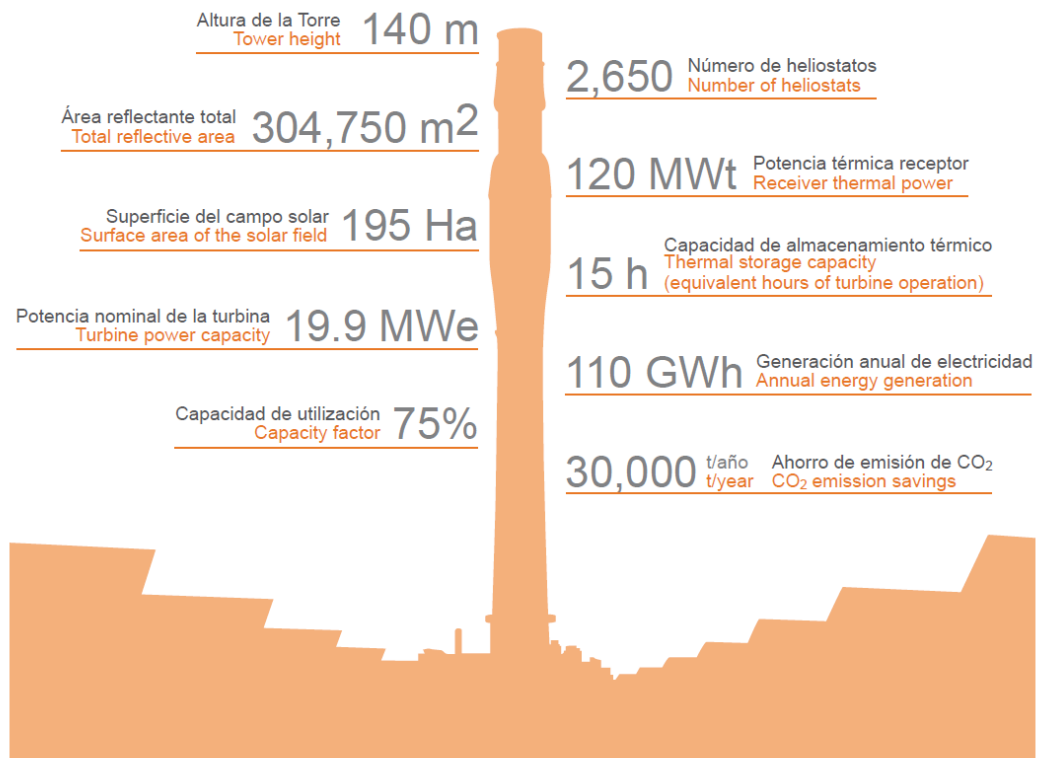 Altura de la Torre
Tower height
140 m
2,650
Número de heliostatos
Number of heliostats
Área reflectante total
Total reflective area
304,750 m2
120 MWt
Potencia térmica receptor
Receiver thermal power
Superficie del campo solar
Surface area of the solar field
195 Ha
15 h
Capacidad de almacenamiento térmico
Thermal storage capacity
(equivalent hours of turbine operation)
Potencia nominal de la turbina
Turbine power capacity
19.9 MWe
110 GWh
Generación anual de electricidad
Annual energy generation
Capacidad de utilización
Capacity factor
75%
30,000
t/año
t/year
Ahorro de emisión de CO2
CO2 emission savings